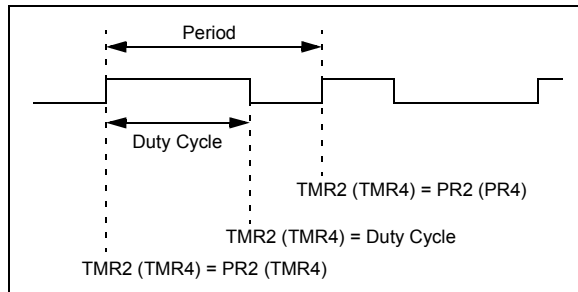 Period
Duty Cycle
TMR2 (TMR4) = PR2 (PR4)
TMR2 (TMR4) = Duty Cycle
TMR2 (TMR4) = PR2 (TMR4)